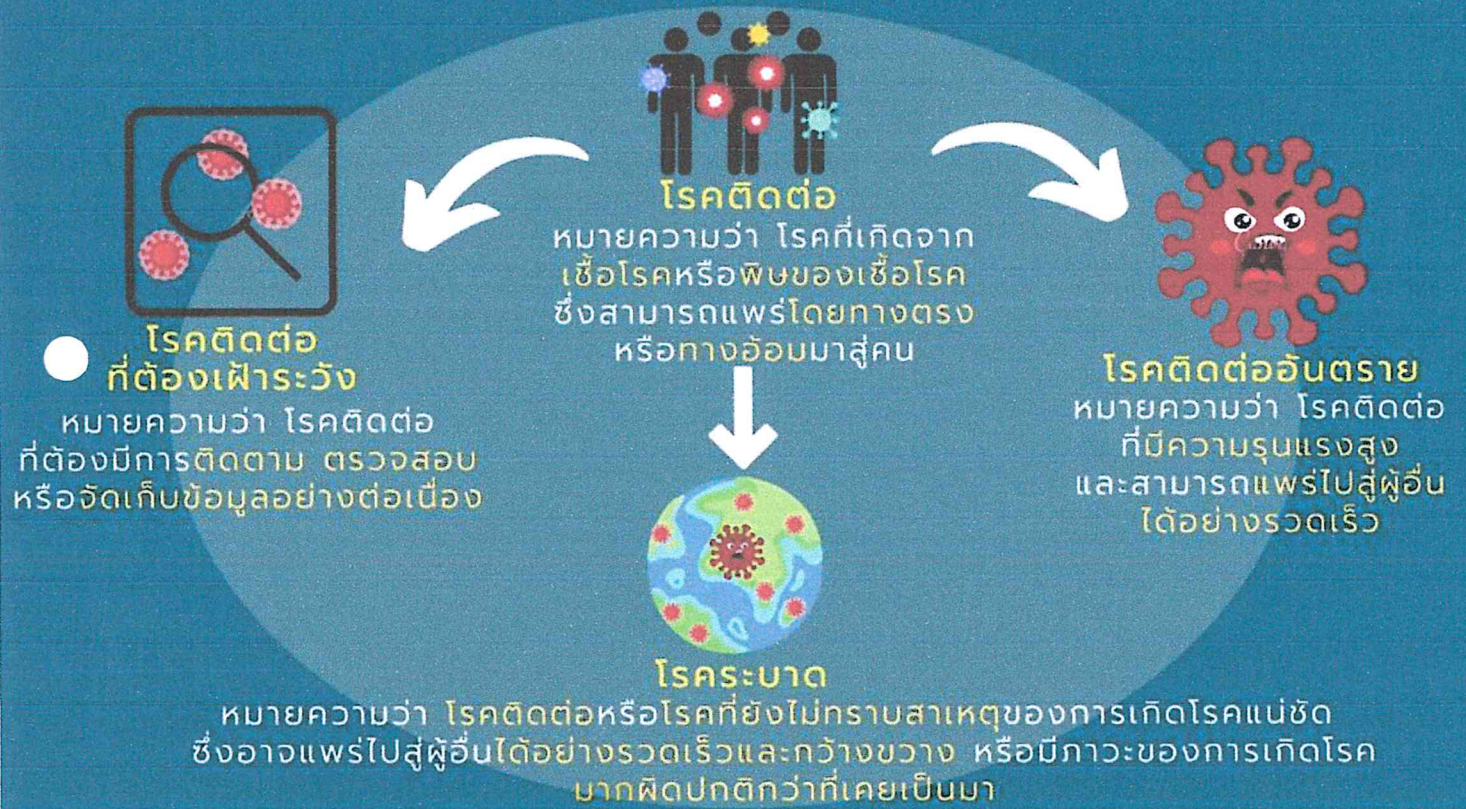 โรคติดต่อ
หมายความว่า โรคที่เกิดจาก
เชื้อโรคหรือพิษของเชื้อโรค
ซึ่งสามารถแพร่โดยทางตรง
หรือทางอ้อมมาสู่คน
โรคติดต่อ
ที่ต้องเฝ้าระวัง
หมายความว่า โรคติดต่อ
ที่ต้องมีการติดตาม ตรวจสอบ
หรือจัดเก็บข้อมูลอย่างต่อเนื่อง
โรคติดต่ออันตราย
หมายความว่า โรคติดต่อ
ที่มีความรุนแรงสูง
และสามารถแพร่ไปสู่ผู้อื่น
ได้อย่างรวดเร็ว
โรคระบาด
หมายความว่า โรคติดต่อหรือโรคที่ยังไม่ทราบสาเหตุของการเกิดโรคแน่ชัด
ซึ่งอาจแพร่ไปสู่ผู้อื่นได้อย่างรวดเร็วและกว้างขวาง หรือมีภาวะของการเกิดโรค
มากผิดปกติกว่าที่เคยเป็นมา